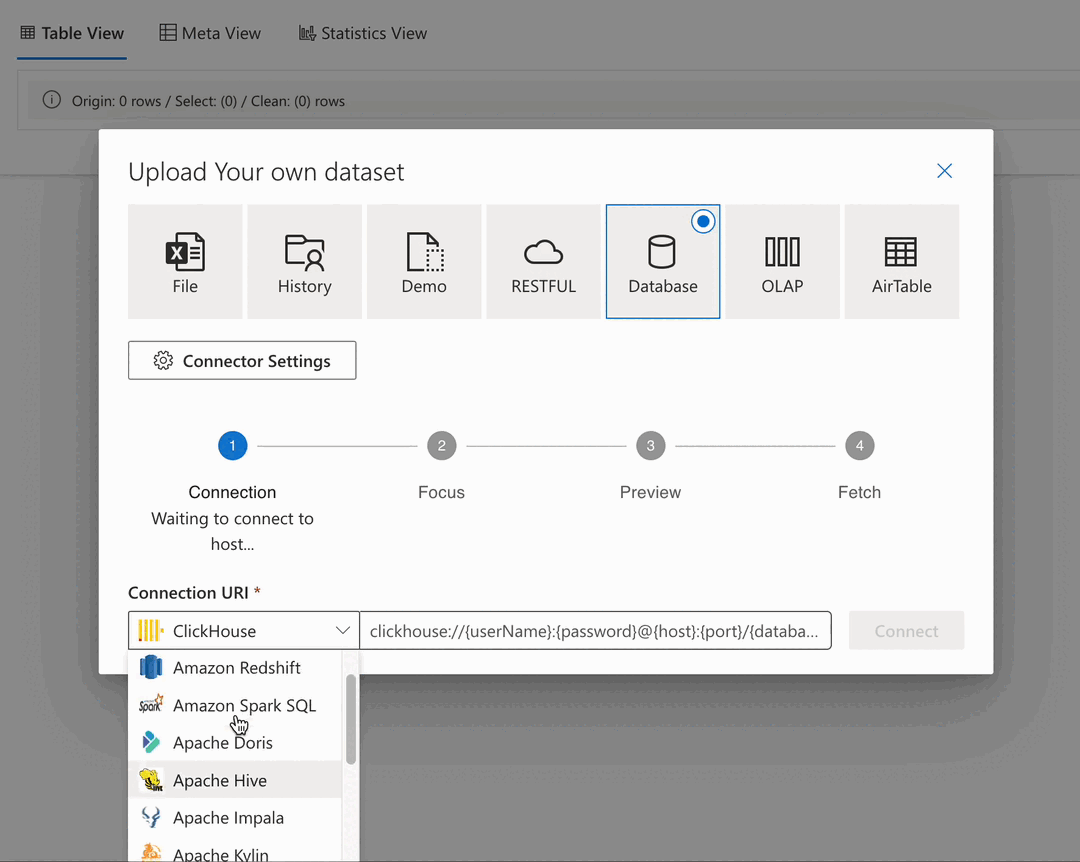 Table View
Meta View
Statistics View
Origin: 0 rows / Select: (0) / Clean: (0) rows
Upload Your own dataset
File
History
Demo
RESTFUL
Database
OLAP
AirTable
Connector Settings
1
2
3
4
Connection
Focus
Preview
Fetch
Waiting to connect to
host...
Connection URI *
ClickHouse
clickhouse://{userName}:{password}@{host}:{port}/{databa...
Connect
Amazon Redshift
Spark
Amazon Spark SQL
Apache Doris
HIVE
Apache Hive
Apache Impala
Apache Kylin